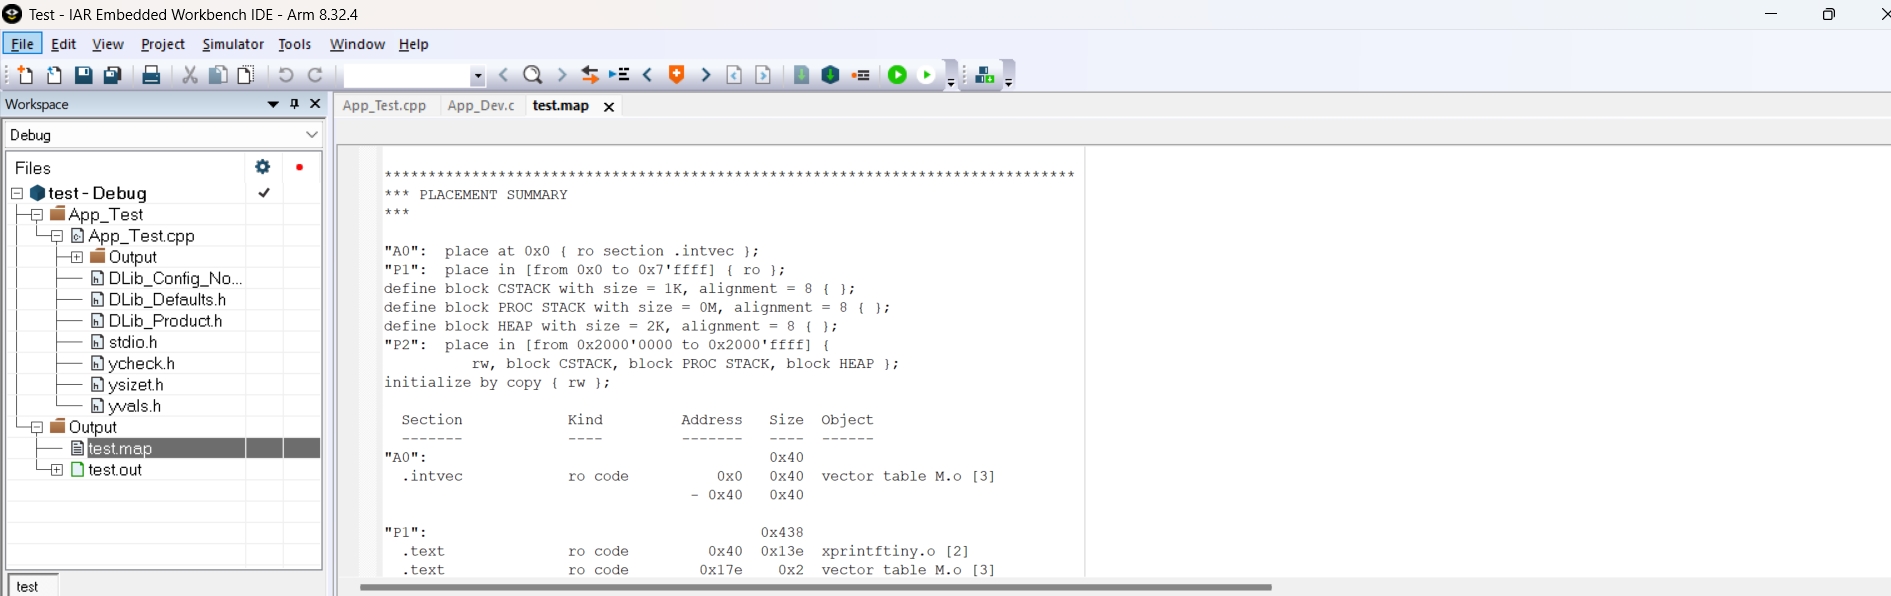 Test - IAR Embedded Workbench IDE - Arm 8.32.4
File Edit View Project Simulator Tools Window Help
Workspace
App_Test.cpp App_Dev.c test.map
Debug
Files
test - Debug
App_Test
App_Test.cpp
Output
DLib_Config_No...
DLib_Defaults.h
DLib_Product.h
stdio.h
ycheck.h
ysizet.h
yvals.h
Output
test.map
test.out
test
*******************************************************************************
*** PLACEMENT SUMMARY
***
"A0":  place at 0x0 { ro section .intvec };
"P1":  place in [from 0x0 to 0x7'ffff] { ro };
define block CSTACK with size = 1K, alignment = 8 { };
define block PROC STACK with size = 0M, alignment = 8 { };
define block HEAP with size = 2K, alignment = 8 { };
"P2":  place in [from 0x2000'0000 to 0x2000'ffff] {
          rw, block CSTACK, block PROC STACK, block HEAP };
initialize by copy { rw };
  Section            Kind         Address   Size  Object
  -------            ----         -------   ----  ------
"A0":                                       0x40
  .intvec            ro code          0x0   0x40  vector table M.o [3]
                                   - 0x40   0x40
"P1":                                      0x438
  .text              ro code         0x40  0x13e  xprintftiny.o [2]
  .text              ro code        0x17e    0x2  vector table M.o [3]